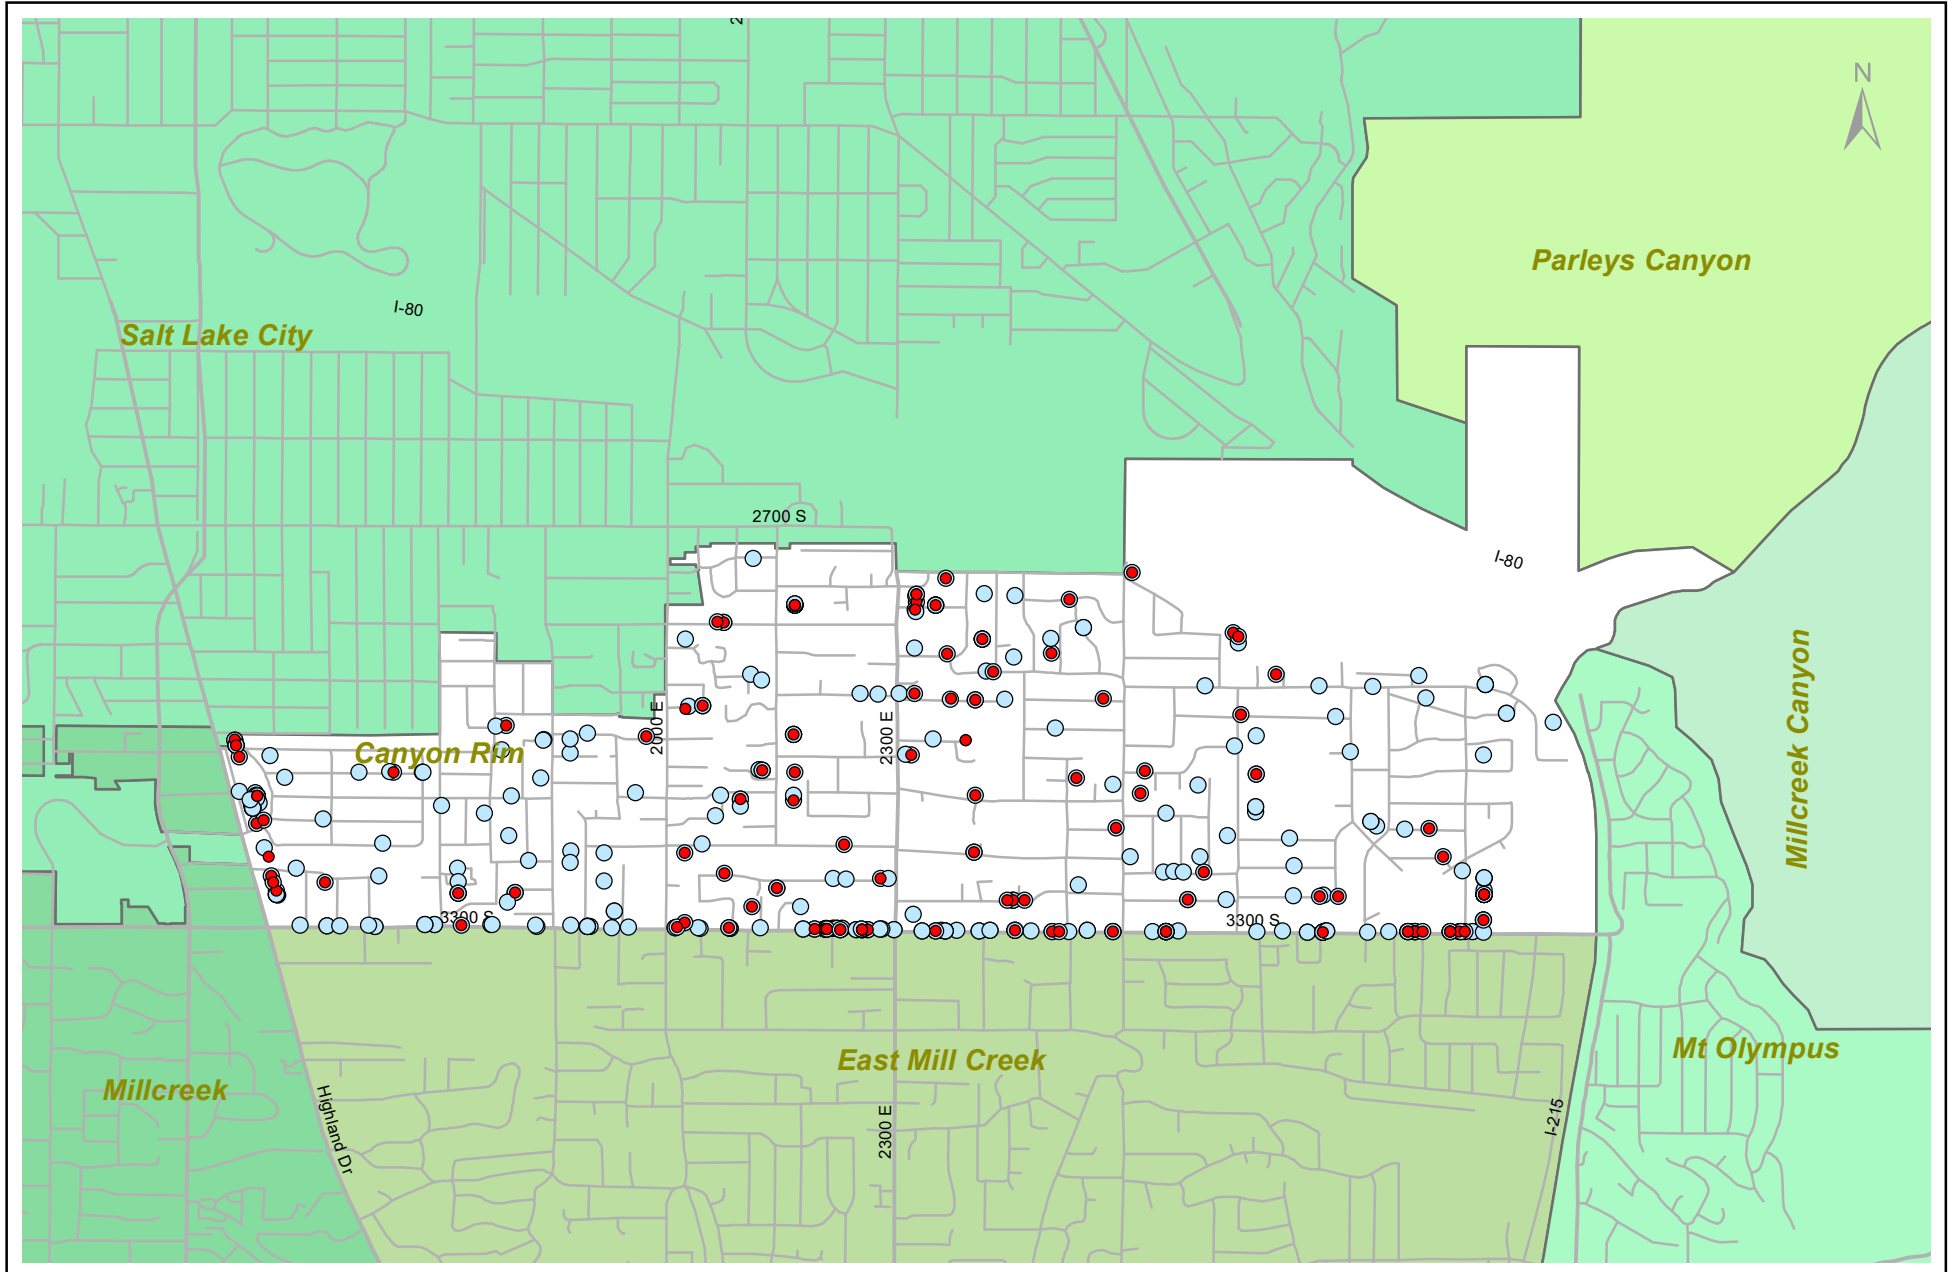 N
Parleys Canyon
I-80
Salt Lake City
2700 S
I-80
2000 E
2300 E
Canyon Rim
Millcreek Canyon
3300 S
3300 S
East Mill Creek
Mt Olympus
Millcreek
Highland Dr
2300 E
I-215